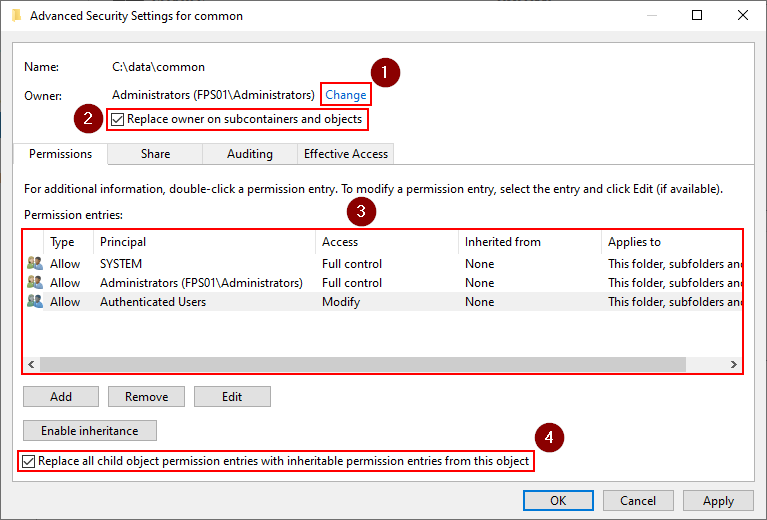 Advanced Security Settings for common
Name: C:\data\common
1
Owner: Administrators (FPS01\Administrators) Change
2 Replace owner on subcontainers and objects
Permissions Share Auditing Effective Access
For additional information, double-click a permission entry. To modify a permission entry, select the entry and click Edit (if available).
Permission entries:
3
Type Principal Access Inherited from Applies to
Allow SYSTEM Full control None This folder, subfolders and
Allow Administrators (FPS01\Administrators) Full control None This folder, subfolders and
Allow Authenticated Users Modify None This folder, subfolders and
Add Remove Edit
Enable inheritance
4
Replace all child object permission entries with inheritable permission entries from this object
OK Cancel Apply